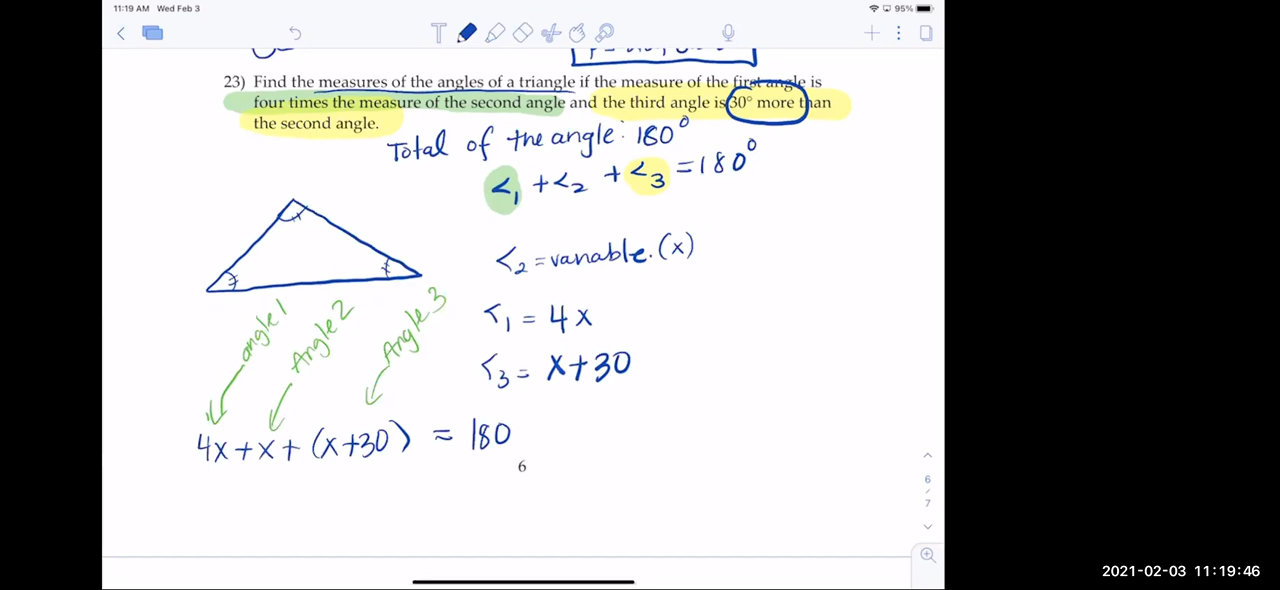 11:19 AM Wed Feb 3
95%
T
23) Find the measures of the angles of a triangle if the measure of the first angle is
four times the measure of the second angle and the third angle is 30° more than
the second angle.
Total of the angle: 180°
<1 + <2 + <3 = 180°
<2 = variable. (x)
<1 = 4x
<3 = x+30
angle 1
Angle 2
Angle 3
4x + x + (x+30) = 180
6
6
/
7
2021-02-03 11:19:46